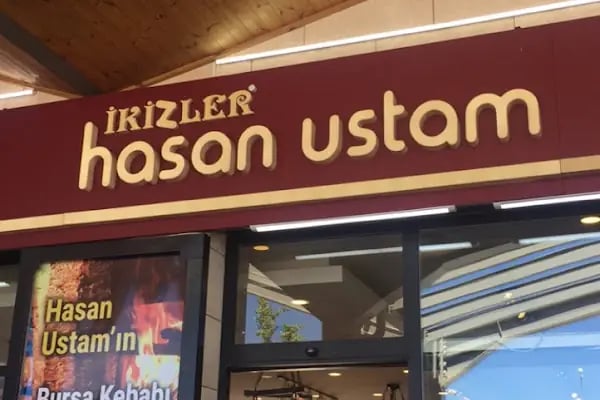 İKİZLER
hasan ustam
Hasan
Ustam'ın
Bursa Kebabı